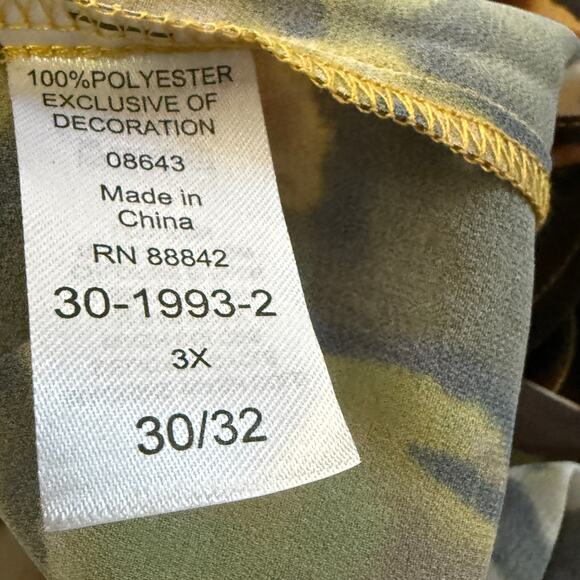 100%POLYESTER
EXCLUSIVE OF
DECORATION
08643
Made in
China
RN 88842
30-1993-2
3X
30/32